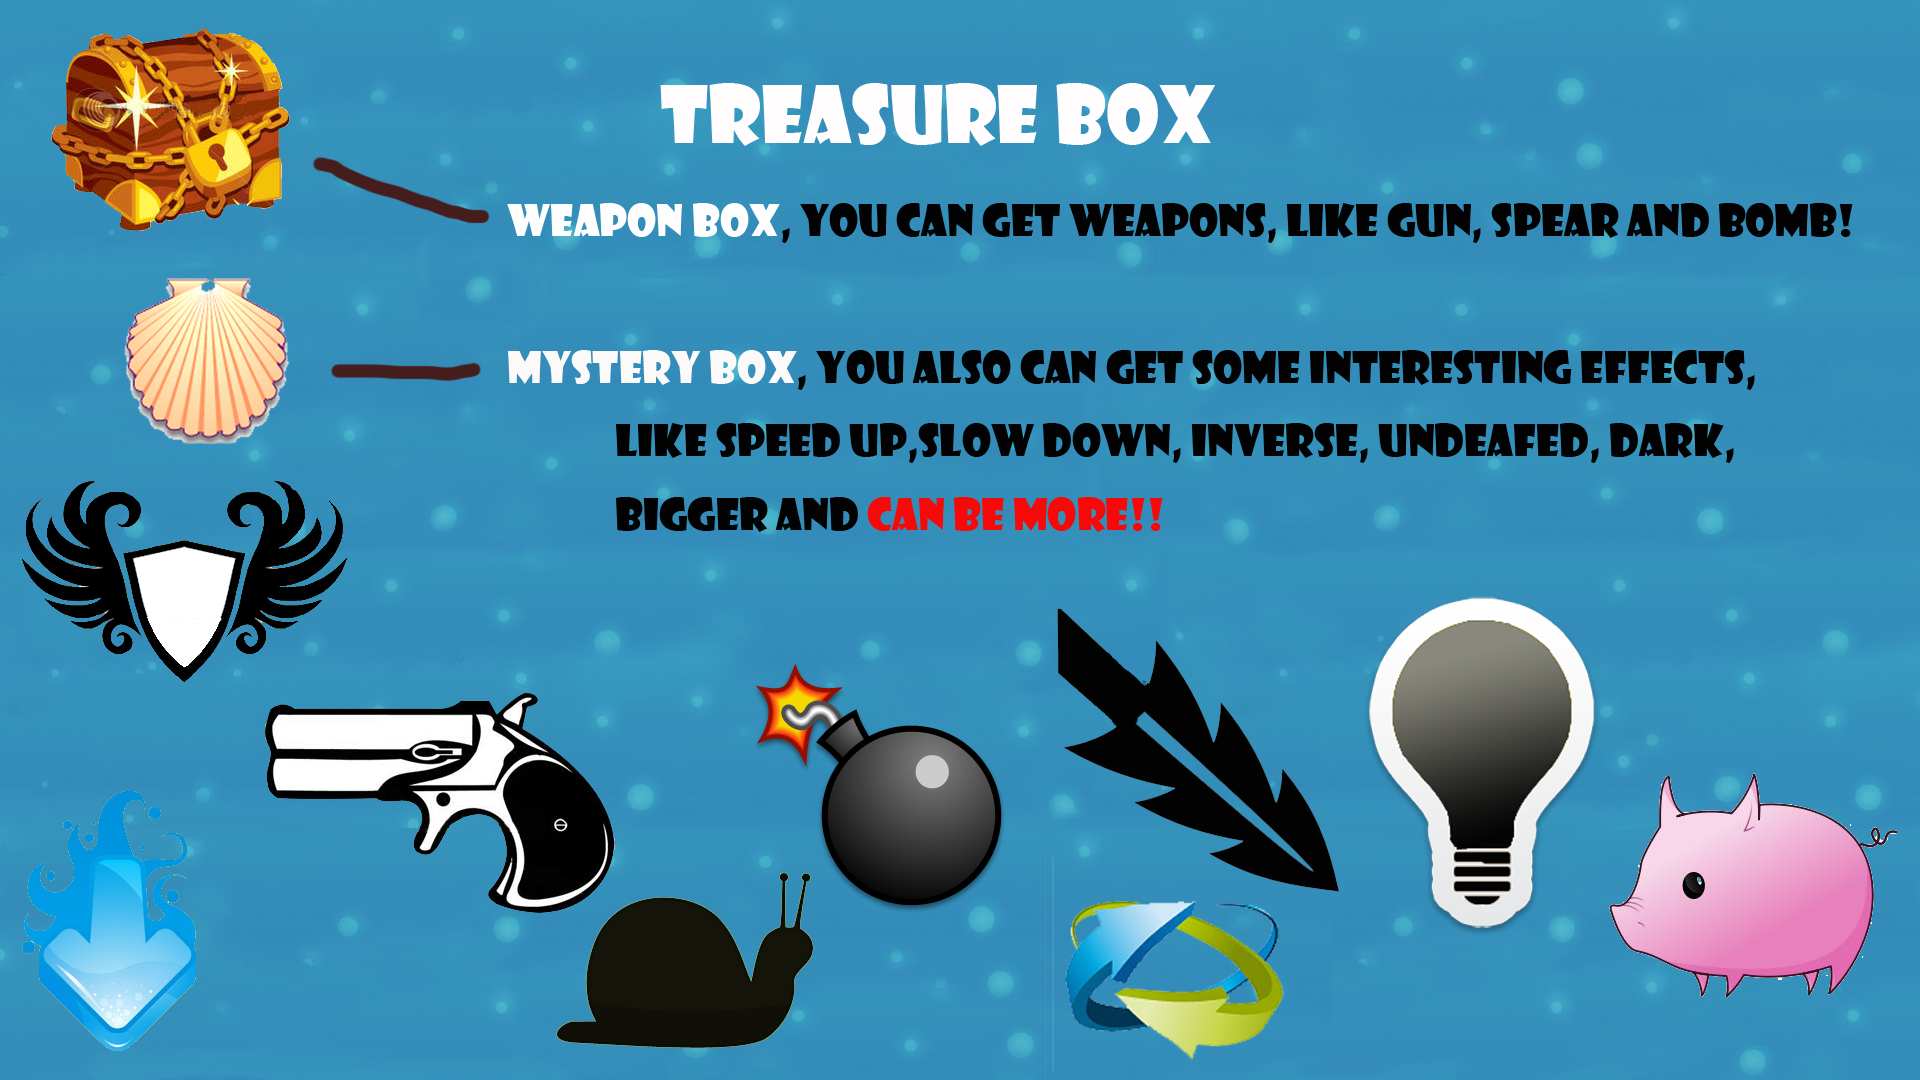 TREASURE BOX
WEAPON BOX, YOU CAN GET WEAPONS, LIKE GUN, SPEAR AND BOMB!
MYSTERY BOX, YOU ALSO CAN GET SOME INTERESTING EFFECTS,
LIKE SPEED UP,SLOW DOWN, INVERSE, UNDEAFED, DARK,
BIGGER AND CAN BE MORE!!